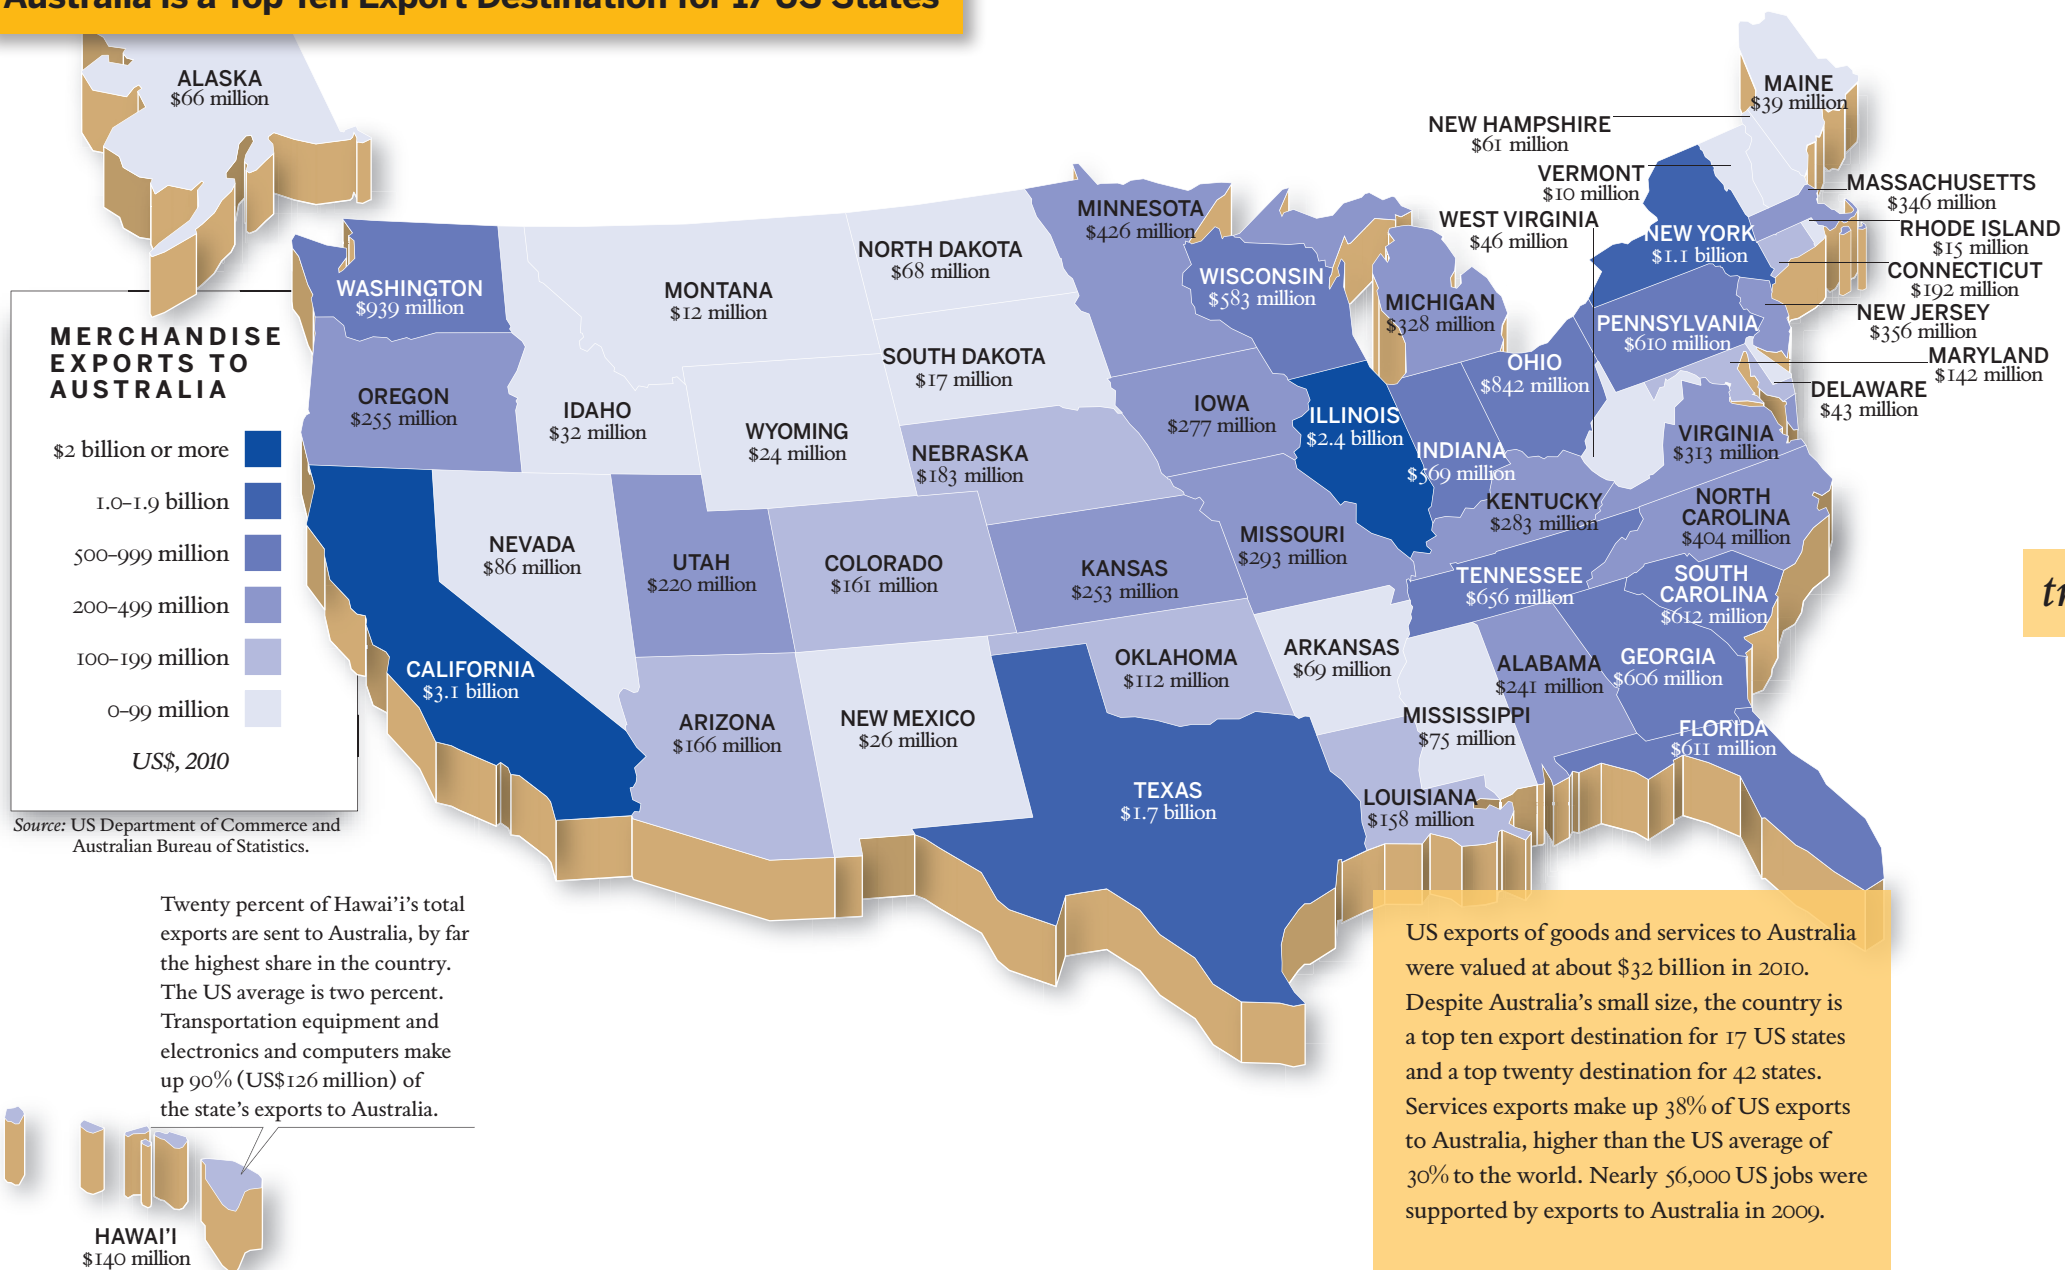 Australia is a Top Ten Export Destination for 17 US States
ALASKA
$66 million
MAINE
$39 million
NEW HAMPSHIRE
$61 million
VERMONT
$10 million
MASSACHUSETTS
$346 million
WEST VIRGINIA
$46 million
RHODE ISLAND
$15 million
NEW YORK
$1.1 billion
CONNECTICUT
$192 million
NEW JERSEY
$356 million
MARYLAND
$142 million
DELAWARE
$43 million
MINNESOTA
$426 million
NORTH DAKOTA
$68 million
WISCONSIN
$583 million
WASHINGTON
$939 million
MONTANA
$12 million
MICHIGAN
$328 million
PENNSYLVANIA
$610 million
SOUTH DAKOTA
$17 million
OHIO
$842 million
OREGON
$255 million
IDAHO
$32 million
WYOMING
$24 million
IOWA
$277 million
ILLINOIS
$2.4 billion
INDIANA
$569 million
VIRGINIA
$313 million
NEBRASKA
$183 million
KENTUCKY
$283 million
NORTH
CAROLINA
$404 million
NEVADA
$86 million
UTAH
$220 million
COLORADO
$161 million
KANSAS
$253 million
MISSOURI
$293 million
TENNESSEE
$656 million
SOUTH
CAROLINA
$612 million
CALIFORNIA
$3.1 billion
ARIZONA
$166 million
NEW MEXICO
$26 million
OKLAHOMA
$112 million
ARKANSAS
$69 million
ALABAMA
$241 million
GEORGIA
$606 million
MISSISSIPPI
$75 million
FLORIDA
$611 million
TEXAS
$1.7 billion
LOUISIANA
$158 million
MERCHANDISE
EXPORTS TO
AUSTRALIA
$2 billion or more
1.0–1.9 billion
500–999 million
200–499 million
100–199 million
0–99 million
US$, 2010
Source: US Department of Commerce and
Australian Bureau of Statistics.
Twenty percent of Hawai’i’s total
exports are sent to Australia, by far
the highest share in the country.
The US average is two percent.
Transportation equipment and
electronics and computers make
up 90% (US$126 million) of
the state’s exports to Australia.
HAWAI’I
$140 million
US exports of goods and services to Australia
were valued at about $32 billion in 2010.
Despite Australia’s small size, the country is
a top ten export destination for 17 US states
and a top twenty destination for 42 states.
Services exports make up 38% of US exports
to Australia, higher than the US average of
30% to the world. Nearly 56,000 US jobs were
supported by exports to Australia in 2009.